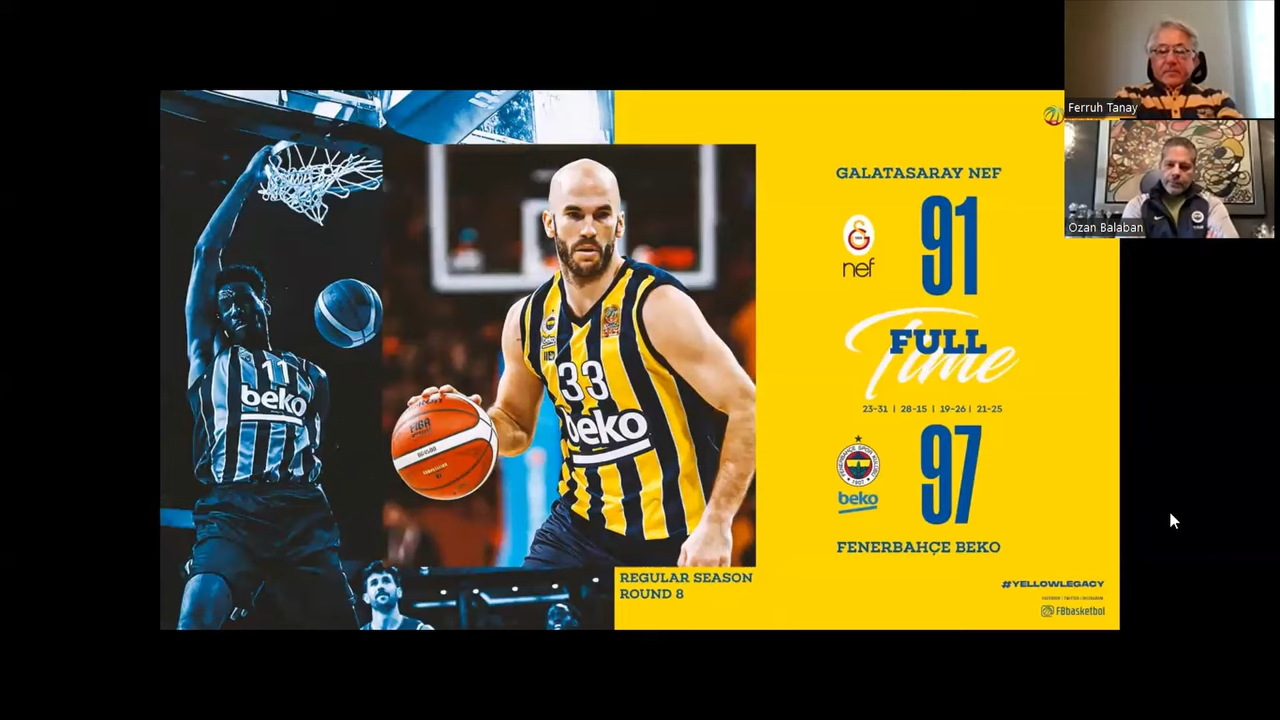 Ferruh Tanay
Ozan Balaban
GALATASARAY NEF
91
nef
FULL
Time
23-31 | 28-15 | 19-26 | 21-25
97
beko
FENERBAHÇE BEKO
11
beko
33
beko
REGULAR SEASON
ROUND 8
#YELLOWLEGACY
FBbasketbol